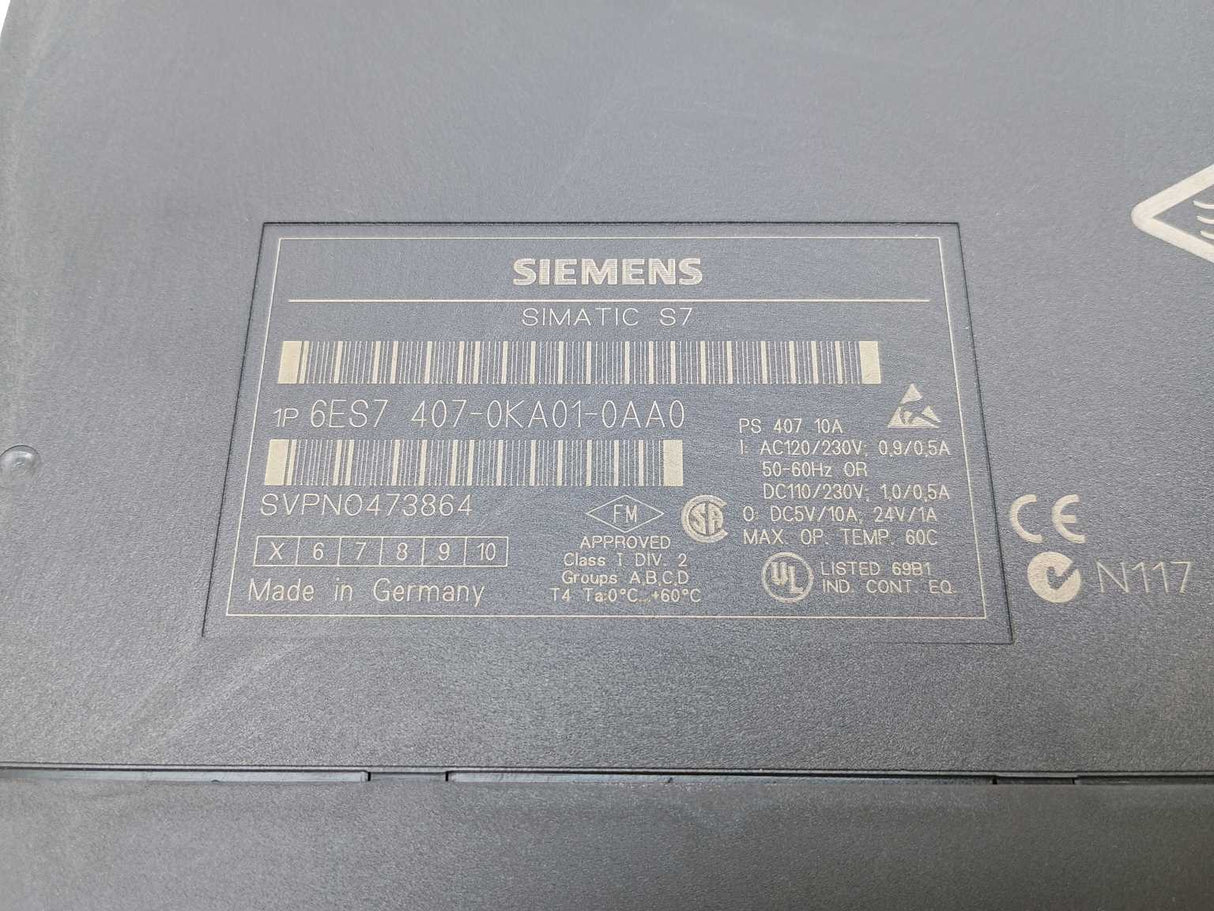 SIEMENS
SIMATIC S7
1P 6ES7 407-0KA01-0AA0
SVPNO473864
X 6 7 8 9 10
Made in Germany
FM
APPROVED
Class I DIV. 2
Groups A,B,C,D
T4 Ta:0°C...+60°C
SA
PS 407 10A
I: AC120/230V; 0,9/0,5A
50-60Hz OR
DC110/230V; 1,0/0,5A
O: DC5V/10A; 24V/1A
MAX. OP. TEMP. 60C
UL LISTED 69B1
IND. CONT. EQ.
CE
N117